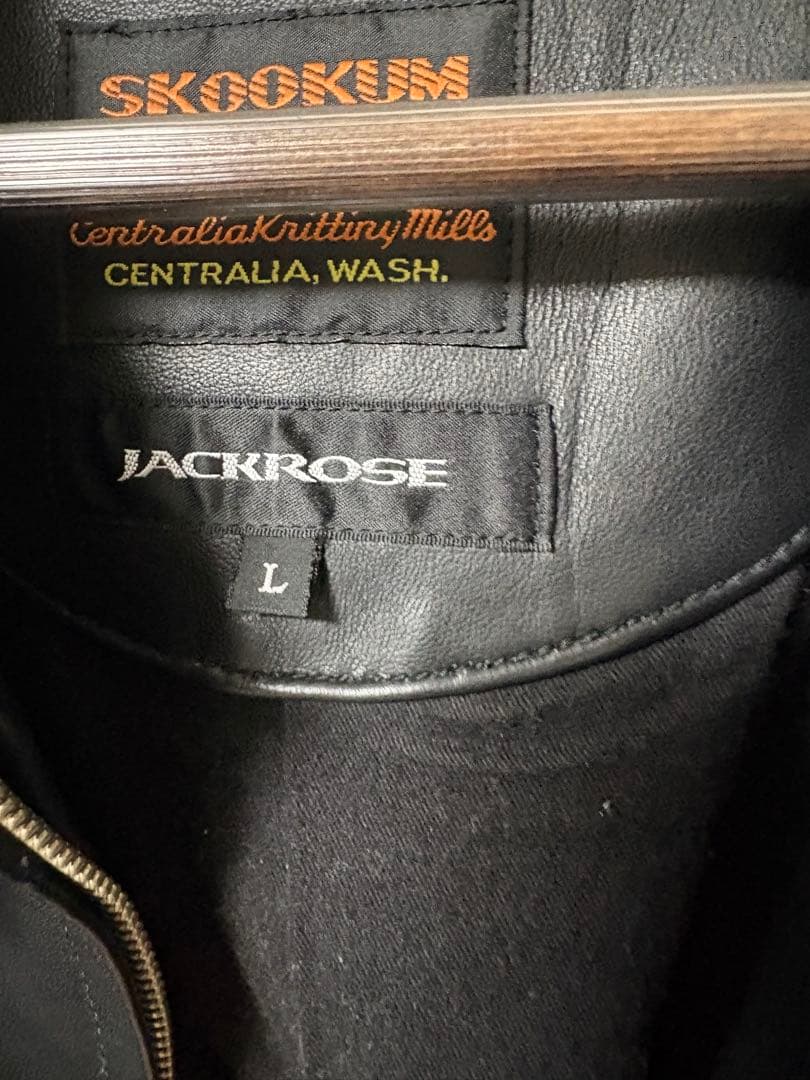 SKOOKUM
CentraliaKnittingMills
CENTRALIA, WASH.
JACKROSE
L